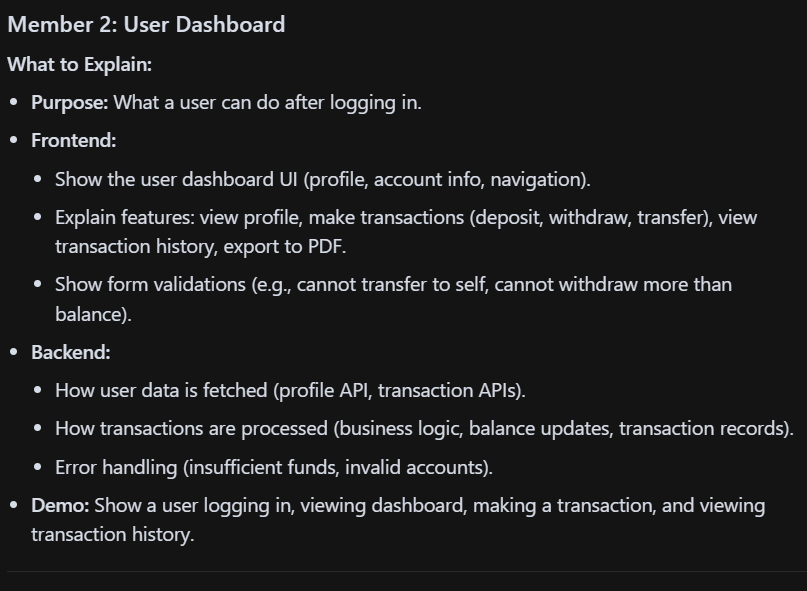 Member 2: User Dashboard
What to Explain:
• Purpose: What a user can do after logging in.
• Frontend:
• Show the user dashboard UI (profile, account info, navigation).
• Explain features: view profile, make transactions (deposit, withdraw, transfer), view
transaction history, export to PDF.
• Show form validations (e.g., cannot transfer to self, cannot withdraw more than
balance).
• Backend:
• How user data is fetched (profile API, transaction APIs).
• How transactions are processed (business logic, balance updates, transaction records).
• Error handling (insufficient funds, invalid accounts).
• Demo: Show a user logging in, viewing dashboard, making a transaction, and viewing
transaction history.